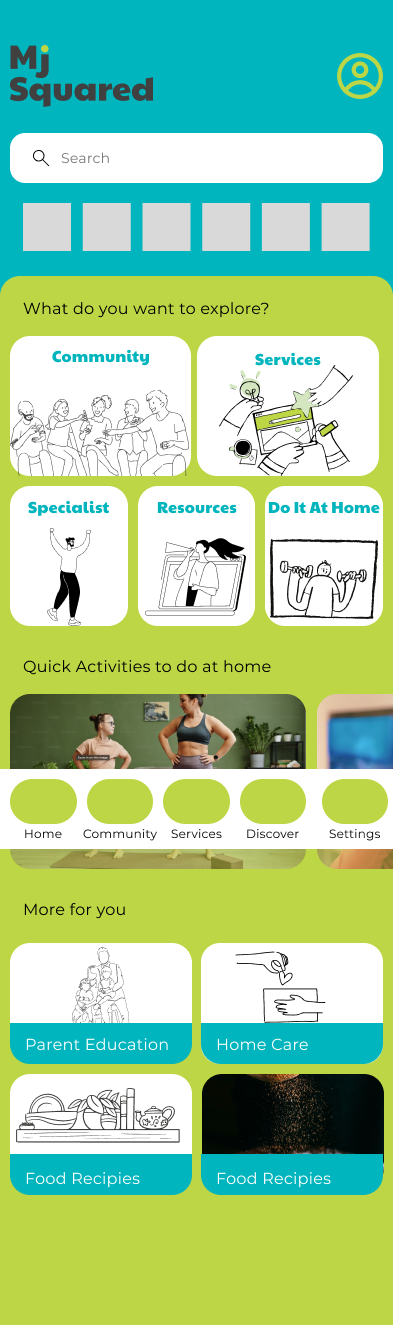 Mj
Squared
Search
What do you want to explore?
Community
Services
Specialist
Resources
Do It At Home
Quick Activities to do at home
Home
Community
Services
Discover
Settings
More for you
Parent Education
Home Care
Food Recipies
Food Recipies